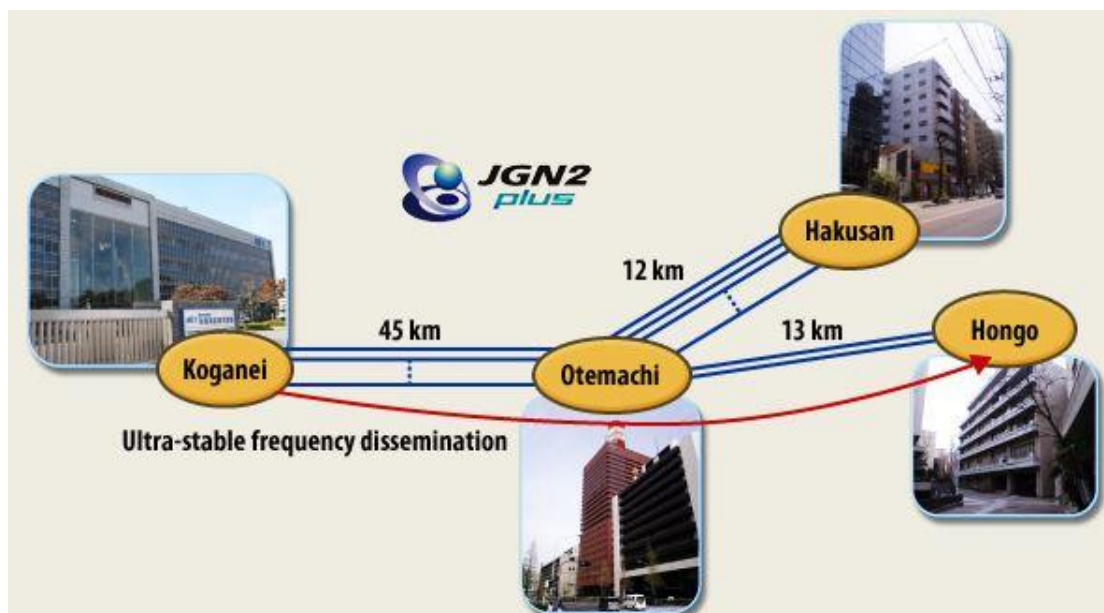 JGN2
plus
Hakusan
12 km
45 km
13 km
Hongo
Koganei
Otemachi
Ultra-stable frequency dissemination